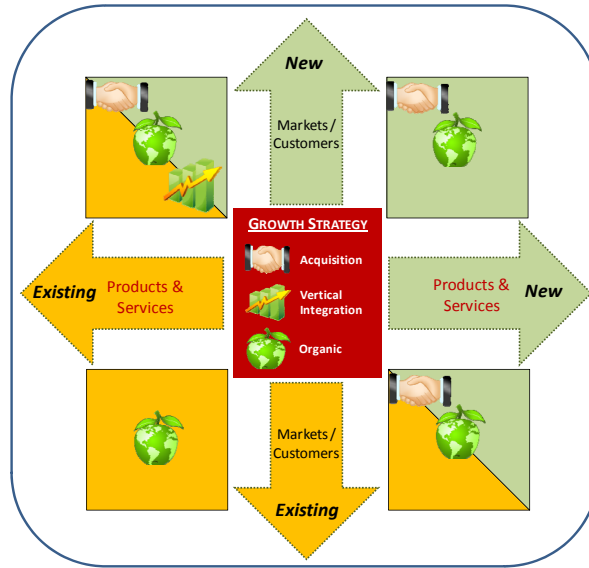 New
Markets /
Customers
GROWTH STRATEGY
Acquisition
Vertical
Integration
Organic
Existing
Products &
Services
Products &
Services
New
Markets /
Customers
Existing